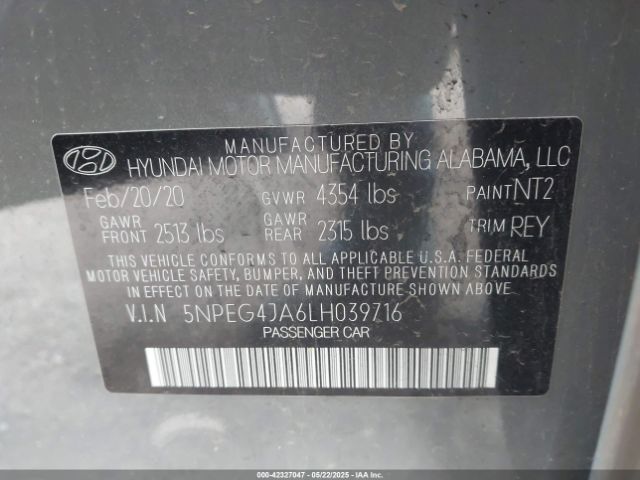 MANUFACTURED BY
HYUNDAI MOTOR MANUFACTURING ALABAMA, LLC
Feb/20/20 GVWR 4354 lbs PAINT NT2
GAWR FRONT 2513 lbs GAWR REAR 2315 lbs TRIM REY
THIS VEHICLE CONFORMS TO ALL APPLICABLE U.S.A. FEDERAL
MOTOR VEHICLE SAFETY, BUMPER, AND THEFT PREVENTION
STANDARDS IN EFFECT ON THE DATE OF MANUFACTURE SHOWN ABOVE.
V.I.N 5NPEG4JA6LH039716
PASSENGER CAR
00-42327047 - 05/22/2025 - COPYRIGHT IAA, LLC.